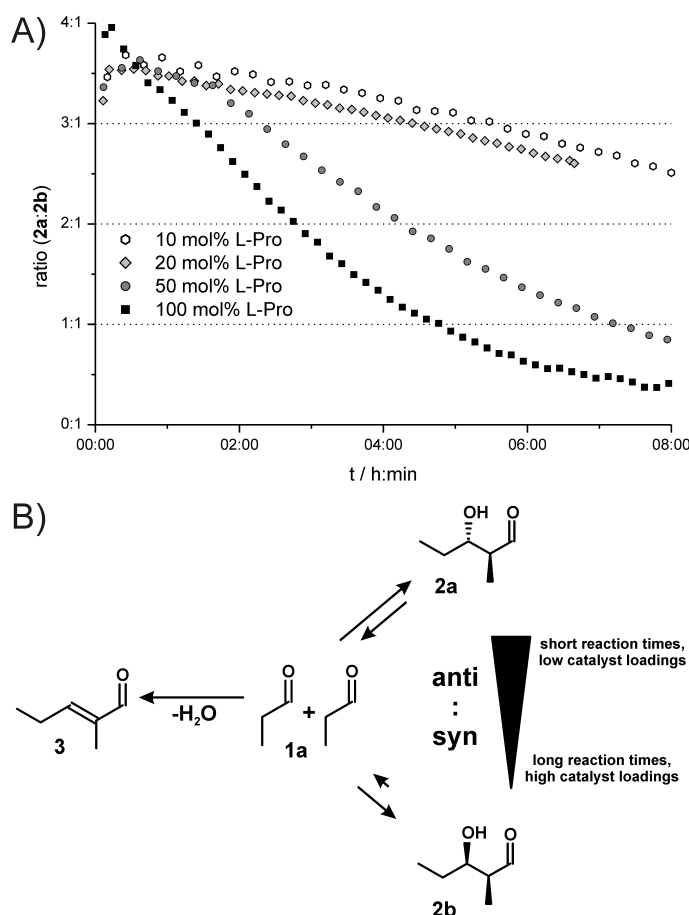 A)
4:1
3:1
2:1
1:1
0:1
ratio (2a:2b)
10 mol% L-Pro
20 mol% L-Pro
50 mol% L-Pro
100 mol% L-Pro
00:00 02:00 04:00 06:00 08:00
t / h:min
B)
OH O
2a
O
3
-H₂O
O O
+
1a
anti
:
syn
short reaction times,
low catalyst loadings
long reaction times,
high catalyst loadings
OH O
2b